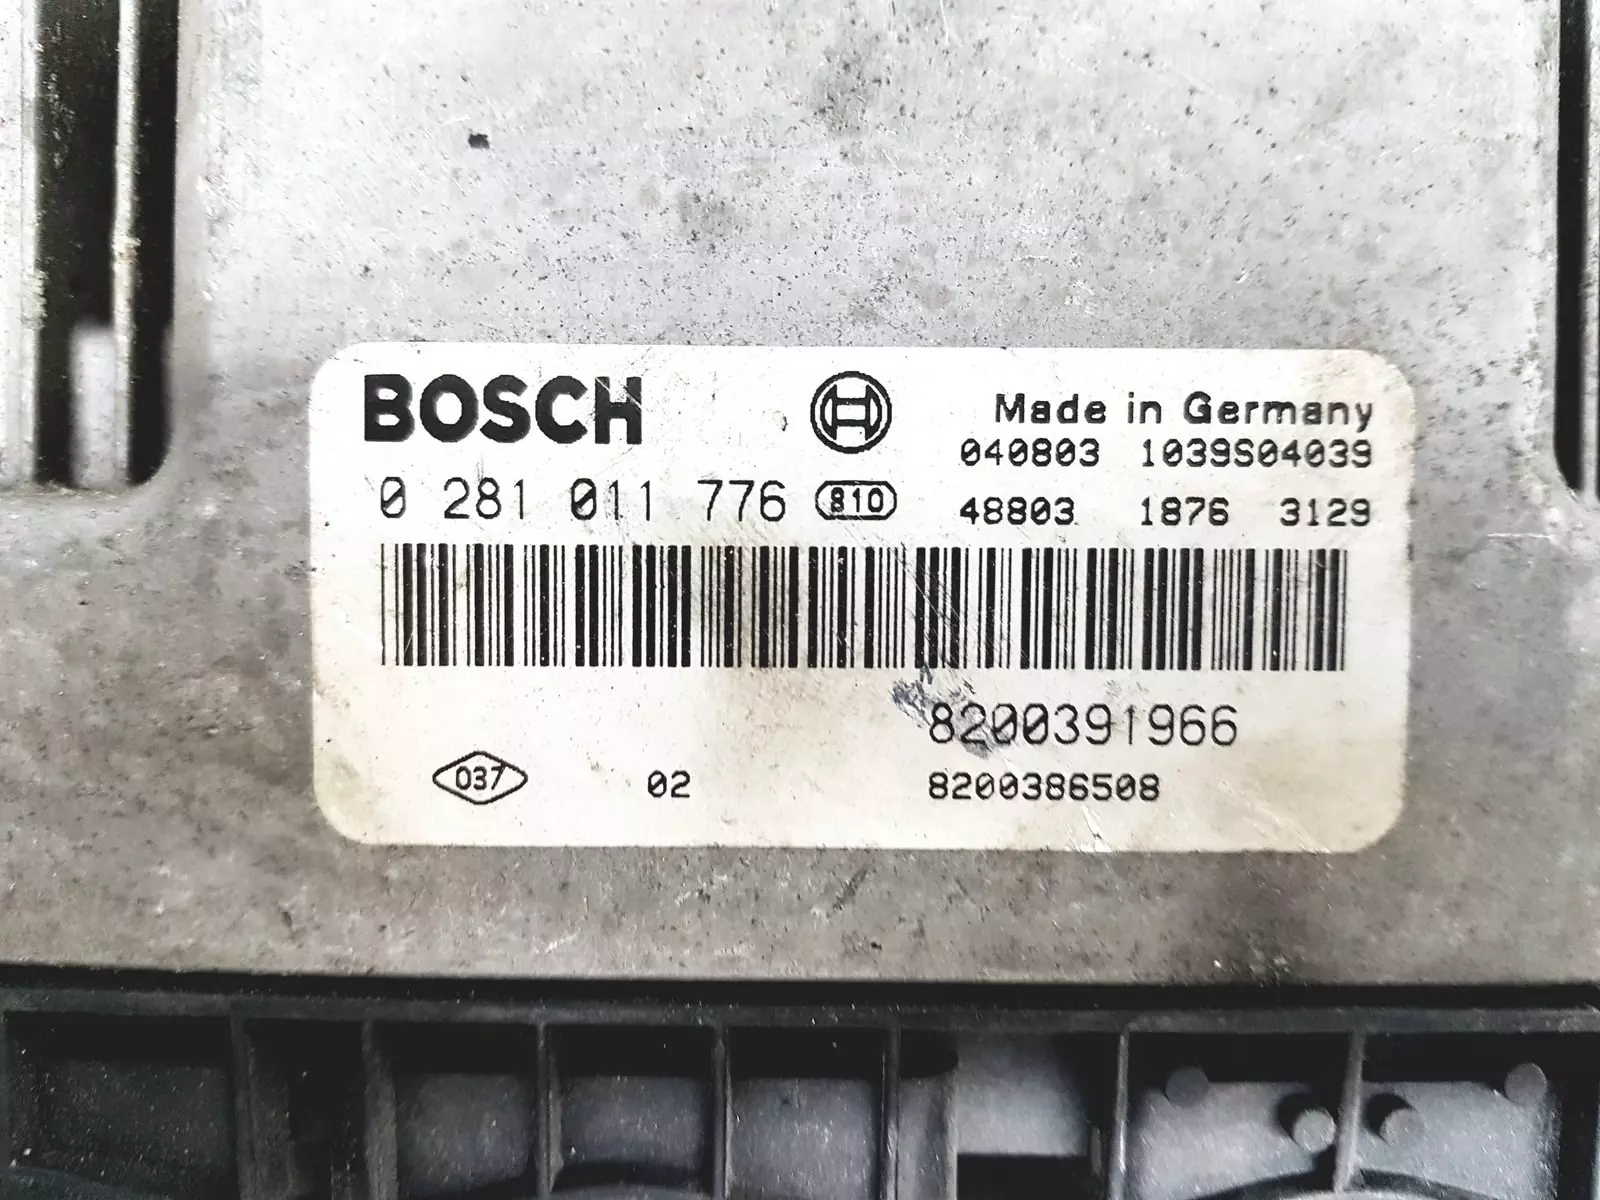 BOSCH
Made in Germany
040803 1039S04039
0 281 011 776 810
48803 1876 3129
8200391966
037 02 8200386508